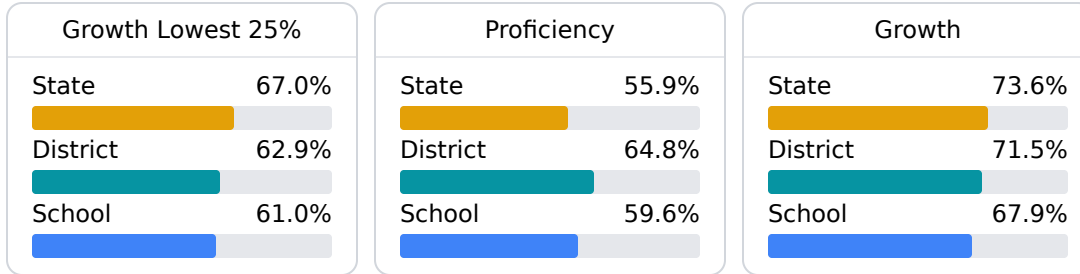 Growth Lowest 25%
State 67.0%
District 62.9%
School 61.0%
Proficiency
State 55.9%
District 64.8%
School 59.6%
Growth
State 73.6%
District 71.5%
School 67.9%